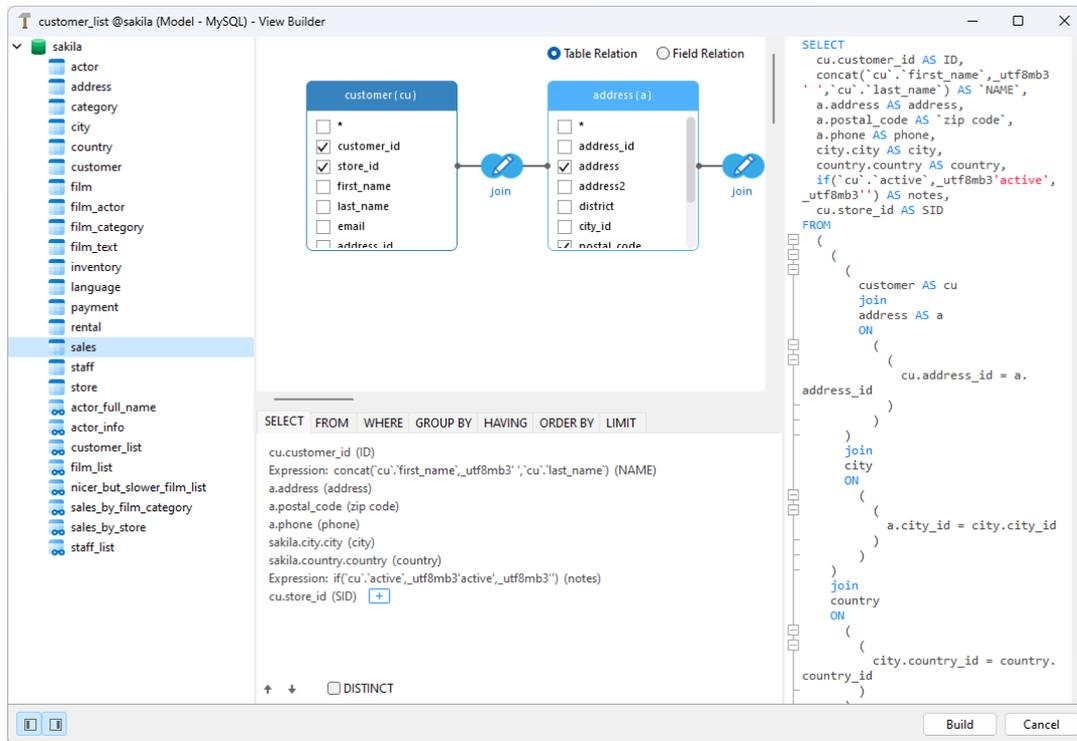 customer_list @sakila (Model - MySQL) - View Builder
sakila
actor
address
category
city
country
customer
film
film_actor
film_category
film_text
inventory
language
payment
rental
sales
staff
store
actor_full_name
actor_info
customer_list
film_list
nicer_but_slower_film_list
sales_by_film_category
sales_by_store
staff_list
Table Relation
Field Relation
customer ( cu )
*
customer_id
store_id
first_name
last_name
email
address_id
join
address ( a )
*
address_id
address
address2
district
city_id
postal_code
join
SELECT FROM WHERE GROUP BY HAVING ORDER BY LIMIT
cu.customer_id (ID)
Expression: concat(`cu`.`first_name`,_utf8mb3' ',`cu`.`last_name`) (NAME)
a.address (address)
a.postal_code (zip code)
a.phone (phone)
sakila.city.city (city)
sakila.country.country (country)
Expression: if(`cu`.`active`,_utf8mb3'active',_utf8mb3'') (notes)
cu.store_id (SID)
DISTINCT
SELECT
cu.customer_id AS ID,
concat(`cu`.`first_name`,_utf8mb3
' ',`cu`.`last_name`) AS `NAME`,
a.address AS address,
a.postal_code AS `zip code`,
a.phone AS phone,
city.city AS city,
country.country AS country,
if(`cu`.`active`,_utf8mb3'active',
_utf8mb3'') AS notes,
cu.store_id AS SID
FROM
(
(
(
customer AS cu
join
address AS a
ON
(
(
cu.address_id = a.
address_id
)
)
)
join
city
ON
(
(
a.city_id = city.city_id
)
)
)
join
country
ON
(
(
city.country_id = country.
country_id
)
Build
Cancel